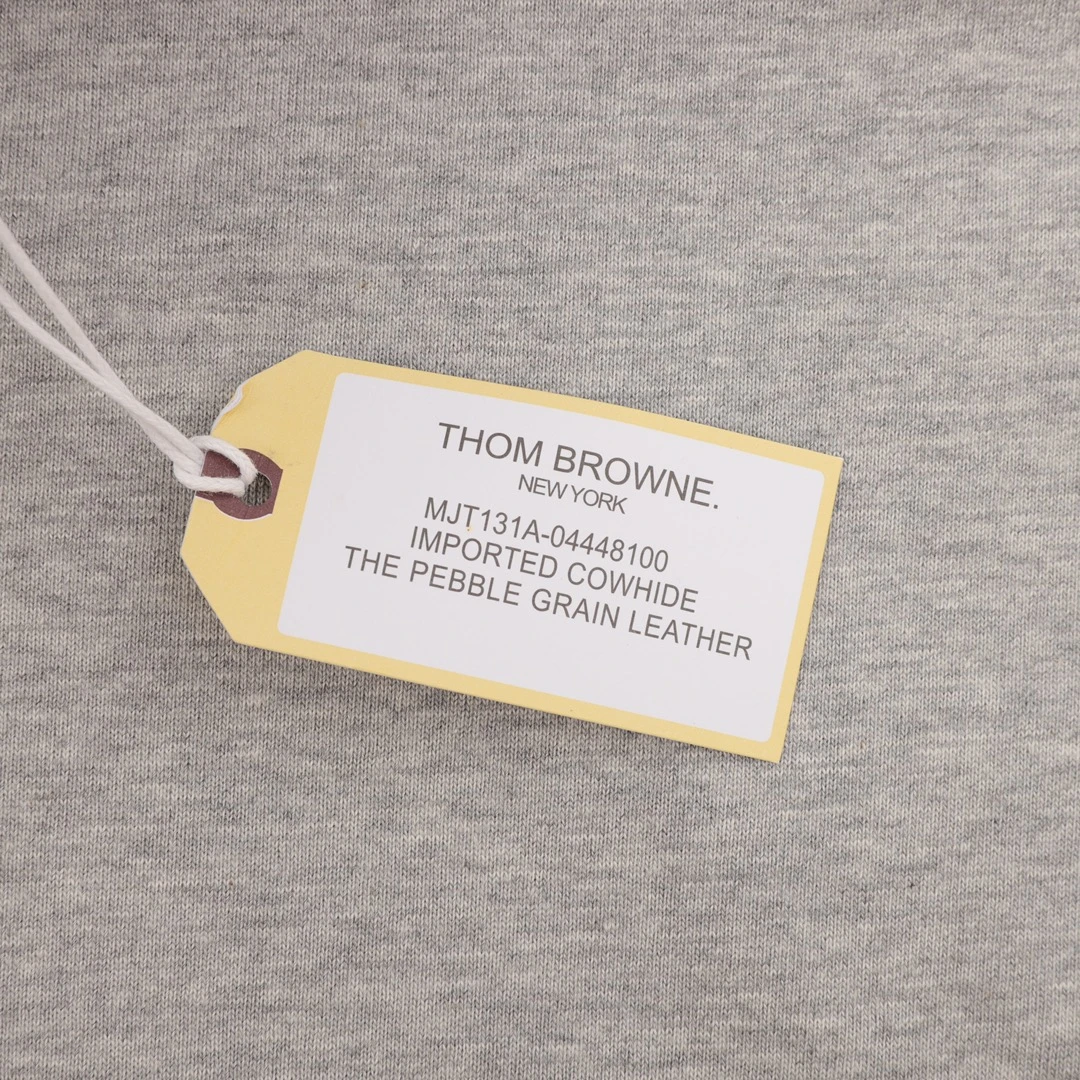 THOM BROWNE.
NEW YORK
MJT131A-04448100
IMPORTED COWHIDE
THE PEBBLE GRAIN LEATHER